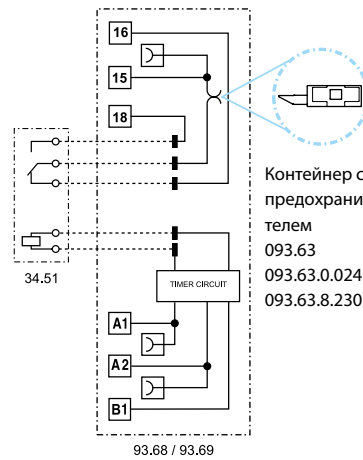 16
15
18
34.51
TIMER CIRCUIT
A1
A2
B1
93.68 / 93.69
Контейнер с
предохрани
телем
093.63
093.63.0.024
093.63.8.230